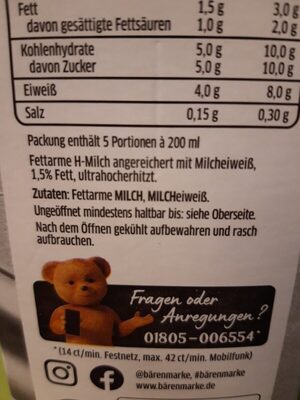 Fett 1,5 g 3,0 g
davon gesättigte Fettsäuren 1,0 g 2,0 g
Kohlenhydrate 5,0 g 10,0 g
davon Zucker 5,0 g 10,0 g
Eiweiß 4,0 g 8,0 g
Salz 0,15 g 0,30 g
Packung enthält 5 Portionen à 200 ml
Fettarme H-Milch angereichert mit Milcheiweiß,
1,5% Fett, ultrahocherhitzt.
Zutaten: Fettarme MILCH, MILCHeiweiß.
Ungeöffnet mindestens haltbar bis: siehe Oberseite.
Nach dem Öffnen gekühlt aufbewahren und rasch
aufbrauchen.
Fragen oder
Anregungen?
01805-006554*
*(14 ct/min. Festnetz, max. 42 ct/min. Mobilfunk)
@bärenmarke, #bärenmarke
www.bärenmarke.de